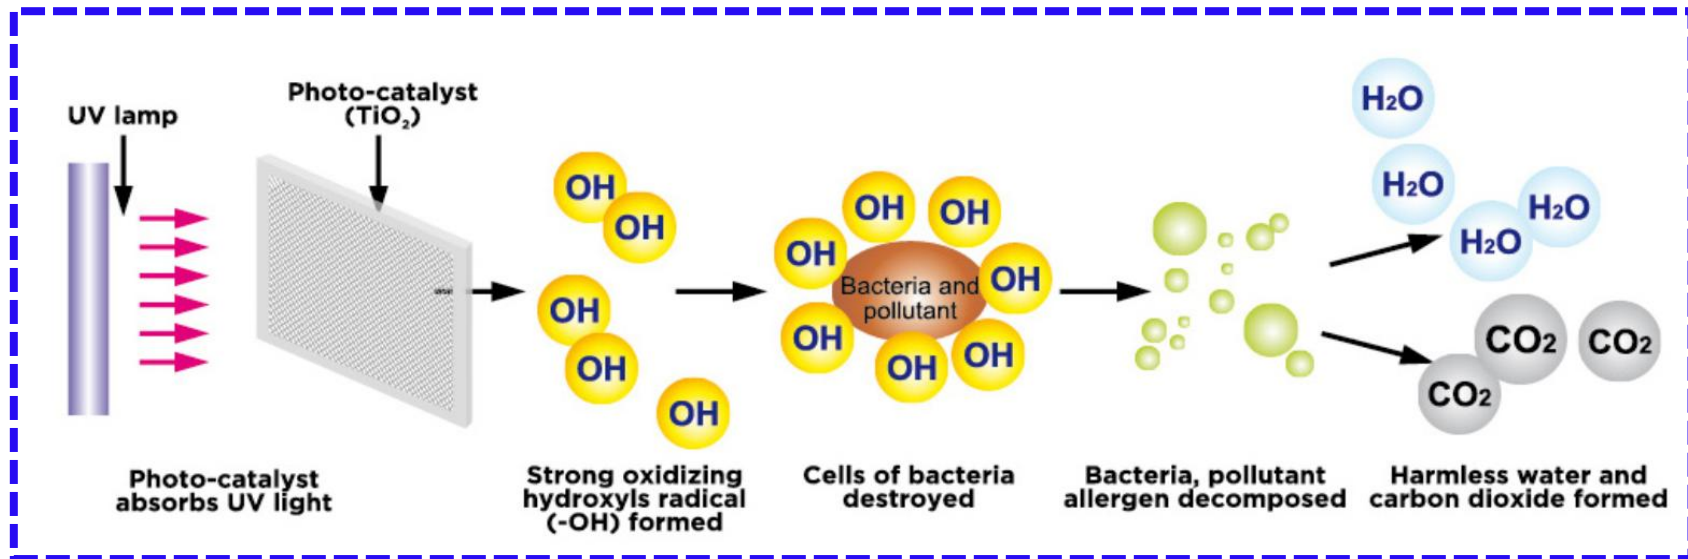 UV lamp
Photo-catalyst
(TiO₂)
OH
OH
OH
OH
OH
OH
OH
OH
OH
OH
OH
OH
Bacteria and
pollutant
H₂O
H₂O
H₂O
H₂O
CO₂
CO₂
CO₂
Photo-catalyst
absorbs UV light
Strong oxidizing
hydroxyls radical
(-OH) formed
Cells of bacteria
destroyed
Bacteria, pollutant
allergen decomposed
Harmless water and
carbon dioxide formed